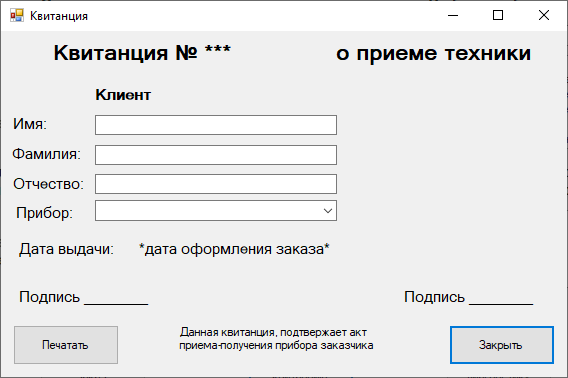 Квитанция
Квитанция № *** о приеме техники
Клиент
Имя:
Фамилия:
Отчество:
Прибор:
Дата выдачи: *дата оформления заказа*
Подпись ________ Подпись ________
Печатать
Данная квитанция, подтвержает акт
приема-получения прибора заказчика
Закрыть